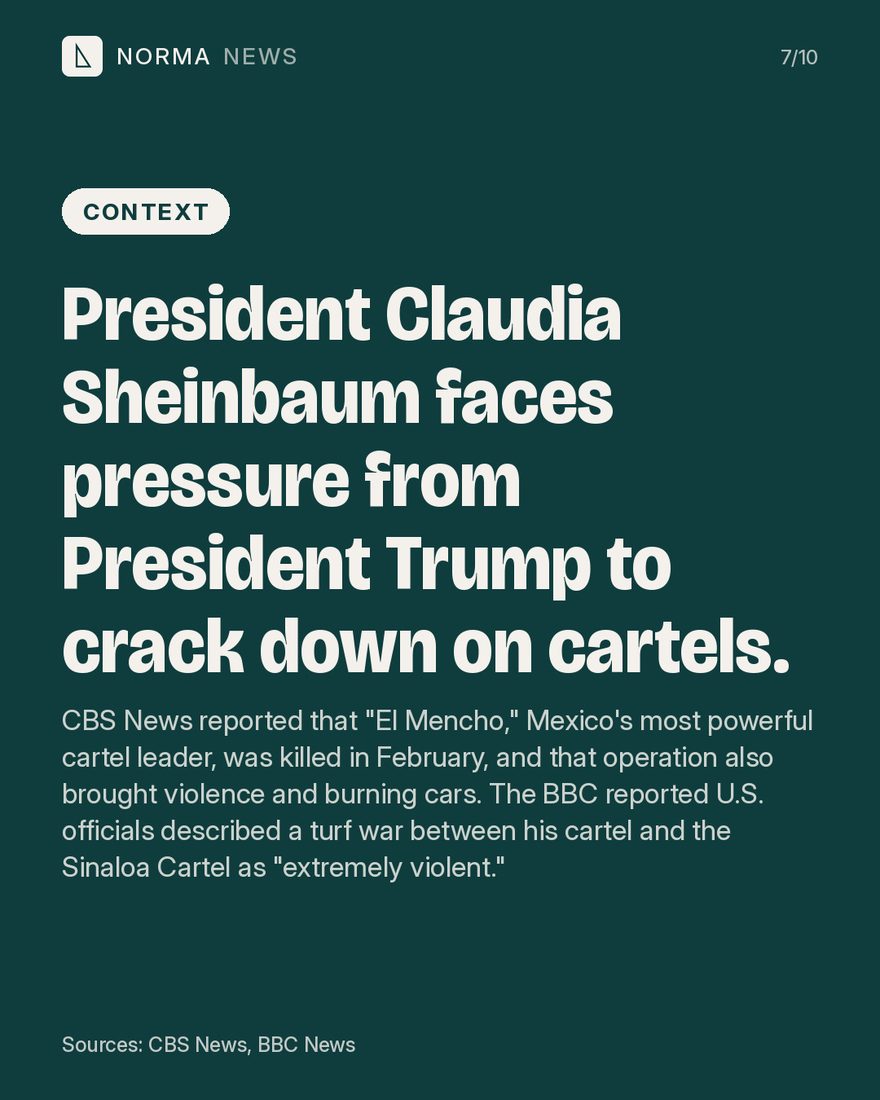 NORMA NEWS
7/10
CONTEXT
President Claudia
Sheinbaum faces
pressure from
President Trump to
crack down on cartels.
CBS News reported that "El Mencho," Mexico's most powerful
cartel leader, was killed in February, and that operation also
brought violence and burning cars. The BBC reported U.S.
officials described a turf war between his cartel and the
Sinaloa Cartel as "extremely violent."
Sources: CBS News, BBC News